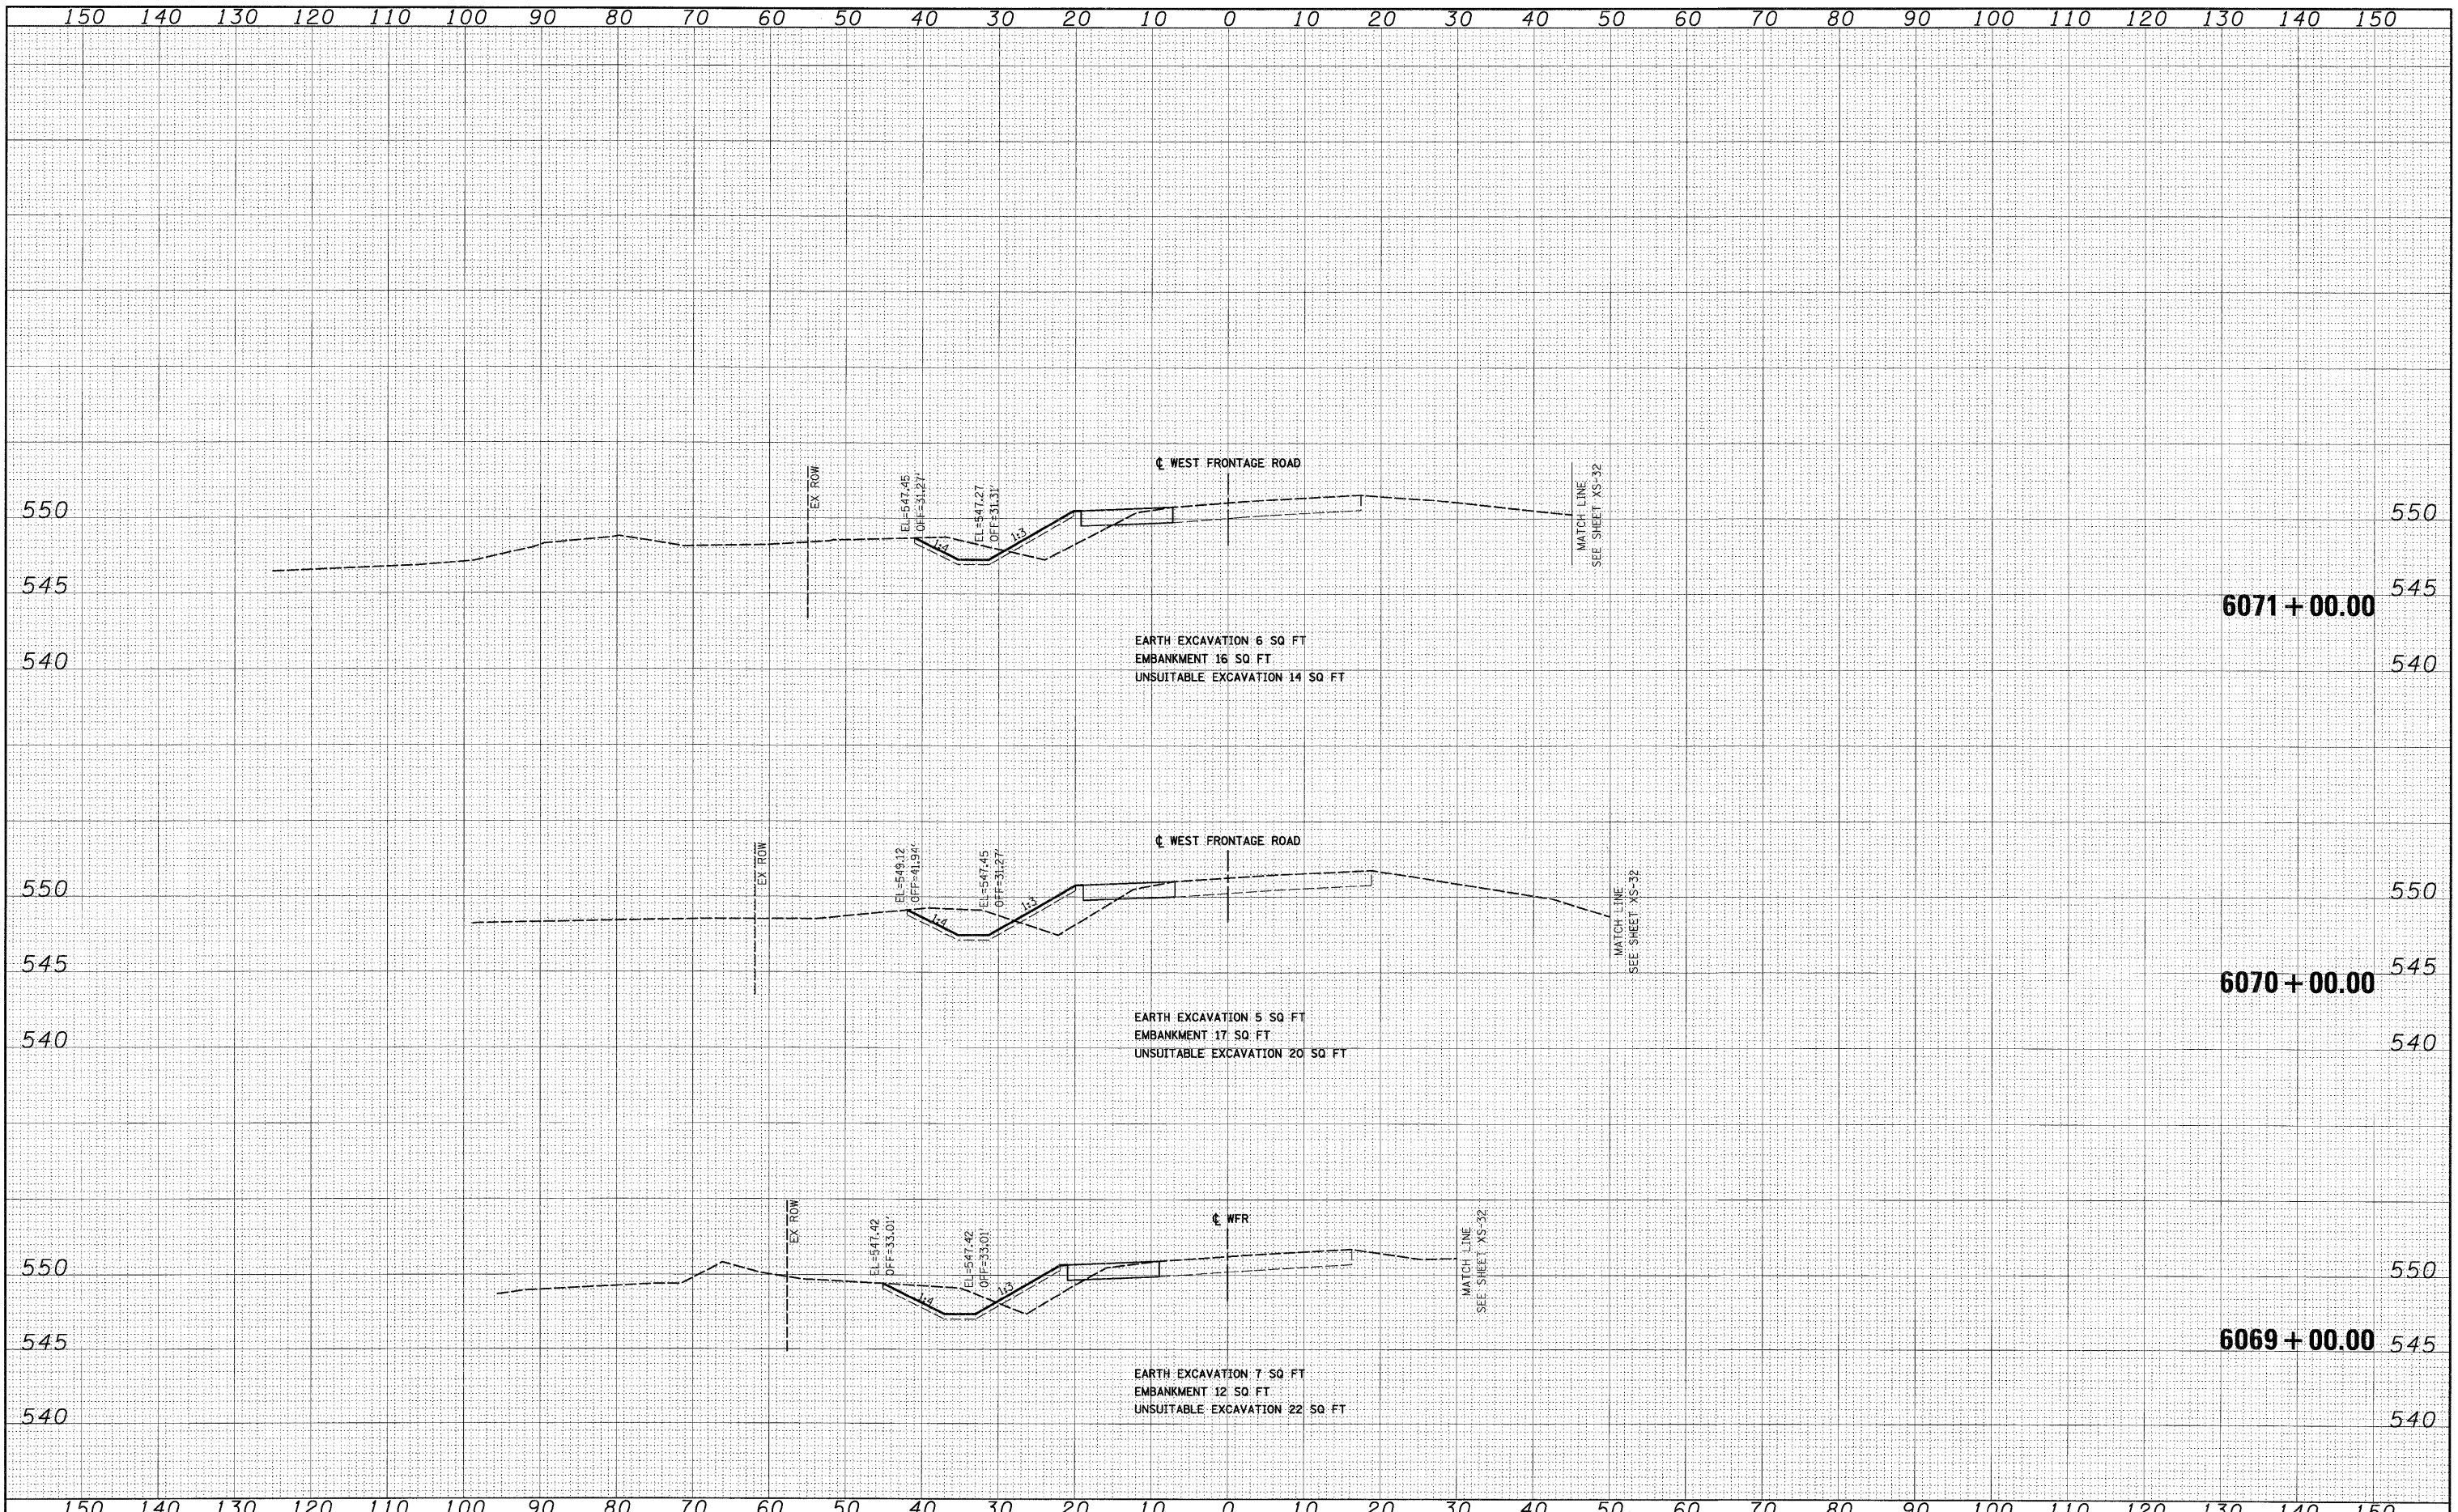 150 140 130 120 110 100 90 80 70 60 50 40 30 20 10 0 10 20 30 40 50 60 70 80 90 100 110 120 130 140 150
℄ WEST FRONTAGE ROAD
EX ROW
EL=547.45
OFF=31.27'
EL=547.27
OFF=31.31'
1:4
1:3
MATCH LINE
SEE SHEET XS-32
550 550
545 545
6071+00.00
EARTH EXCAVATION 6 SQ FT
EMBANKMENT 16 SQ FT
UNSUITABLE EXCAVATION 14 SQ FT
540 540
℄ WEST FRONTAGE ROAD
EX ROW
EL=549.12
OFF=41.94'
EL=547.45
OFF=31.27'
1:4
1:3
MATCH LINE
SEE SHEET XS-32
550 550
545 545
6070+00.00
EARTH EXCAVATION 5 SQ FT
EMBANKMENT 17 SQ FT
UNSUITABLE EXCAVATION 20 SQ FT
540 540
℄ WFR
EX ROW
EL=547.42
OFF=33.01'
EL=547.42
OFF=33.01'
1:4
1:3
MATCH LINE
SEE SHEET XS-32
550 550
545 545
6069+00.00
EARTH EXCAVATION 7 SQ FT
EMBANKMENT 12 SQ FT
UNSUITABLE EXCAVATION 22 SQ FT
540 540
150 140 130 120 110 100 90 80 70 60 50 40 30 20 10 0 10 20 30 40 50 60 70 80 90 100 110 120 130 140 150